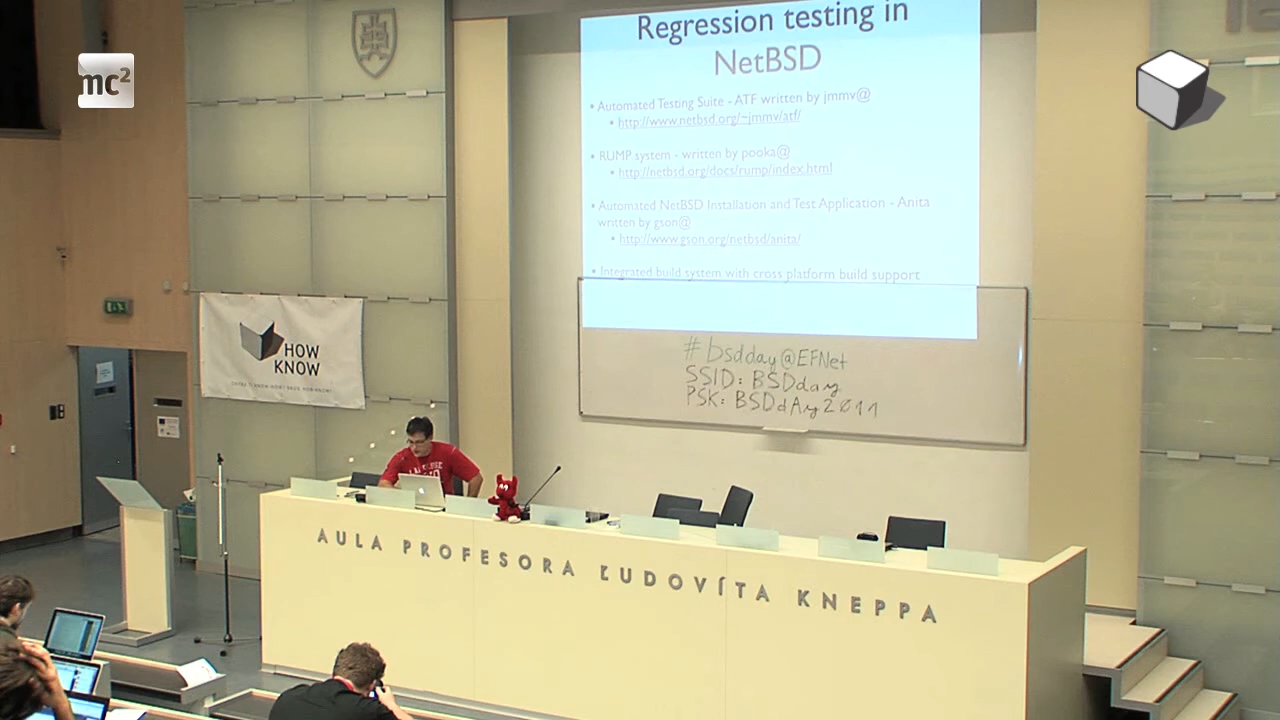 mc²
Regression testing in
NetBSD
• Automated Testing Suite - ATF written by jmmv@
• http://www.netbsd.org/~jmmv/atf/
• RUMP system - written by pooka@
• http://netbsd.org/docs/rump/index.html
• Automated NetBSD Installation and Test Application - Anita
written by gson@
• http://www.gson.org/netbsd/anita/
• Integrated build system with cross platform build support
#bsdday@EFNet
SSID: BSDday
PSK: BSDdAy2011
HOW
KNOW
AULA PROFESORA ĽUDOVÍTA KNEPPA